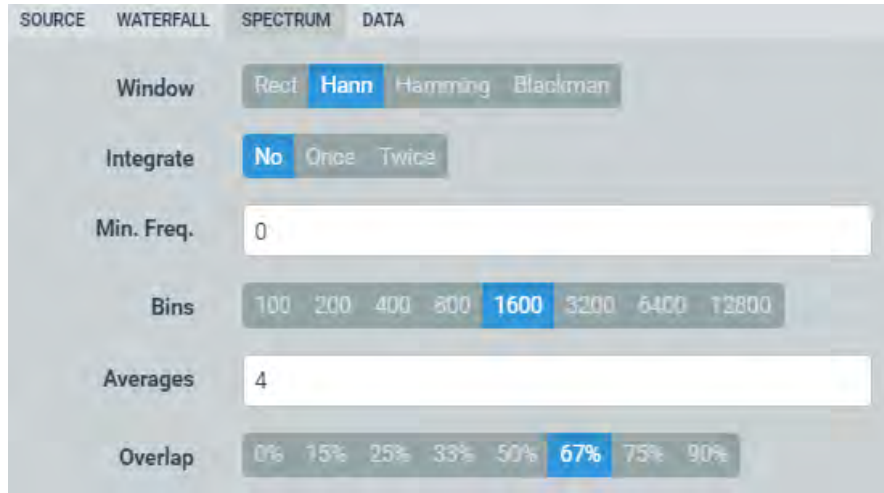 SOURCE WATERFALL SPECTRUM DATA
Window Rect Hann Hamming Blackman
Integrate No Once Twice
Min. Freq. 0
Bins 100 200 400 800 1600 3200 6400 12800
Averages 4
Overlap 0% 15% 25% 33% 50% 67% 75% 90%